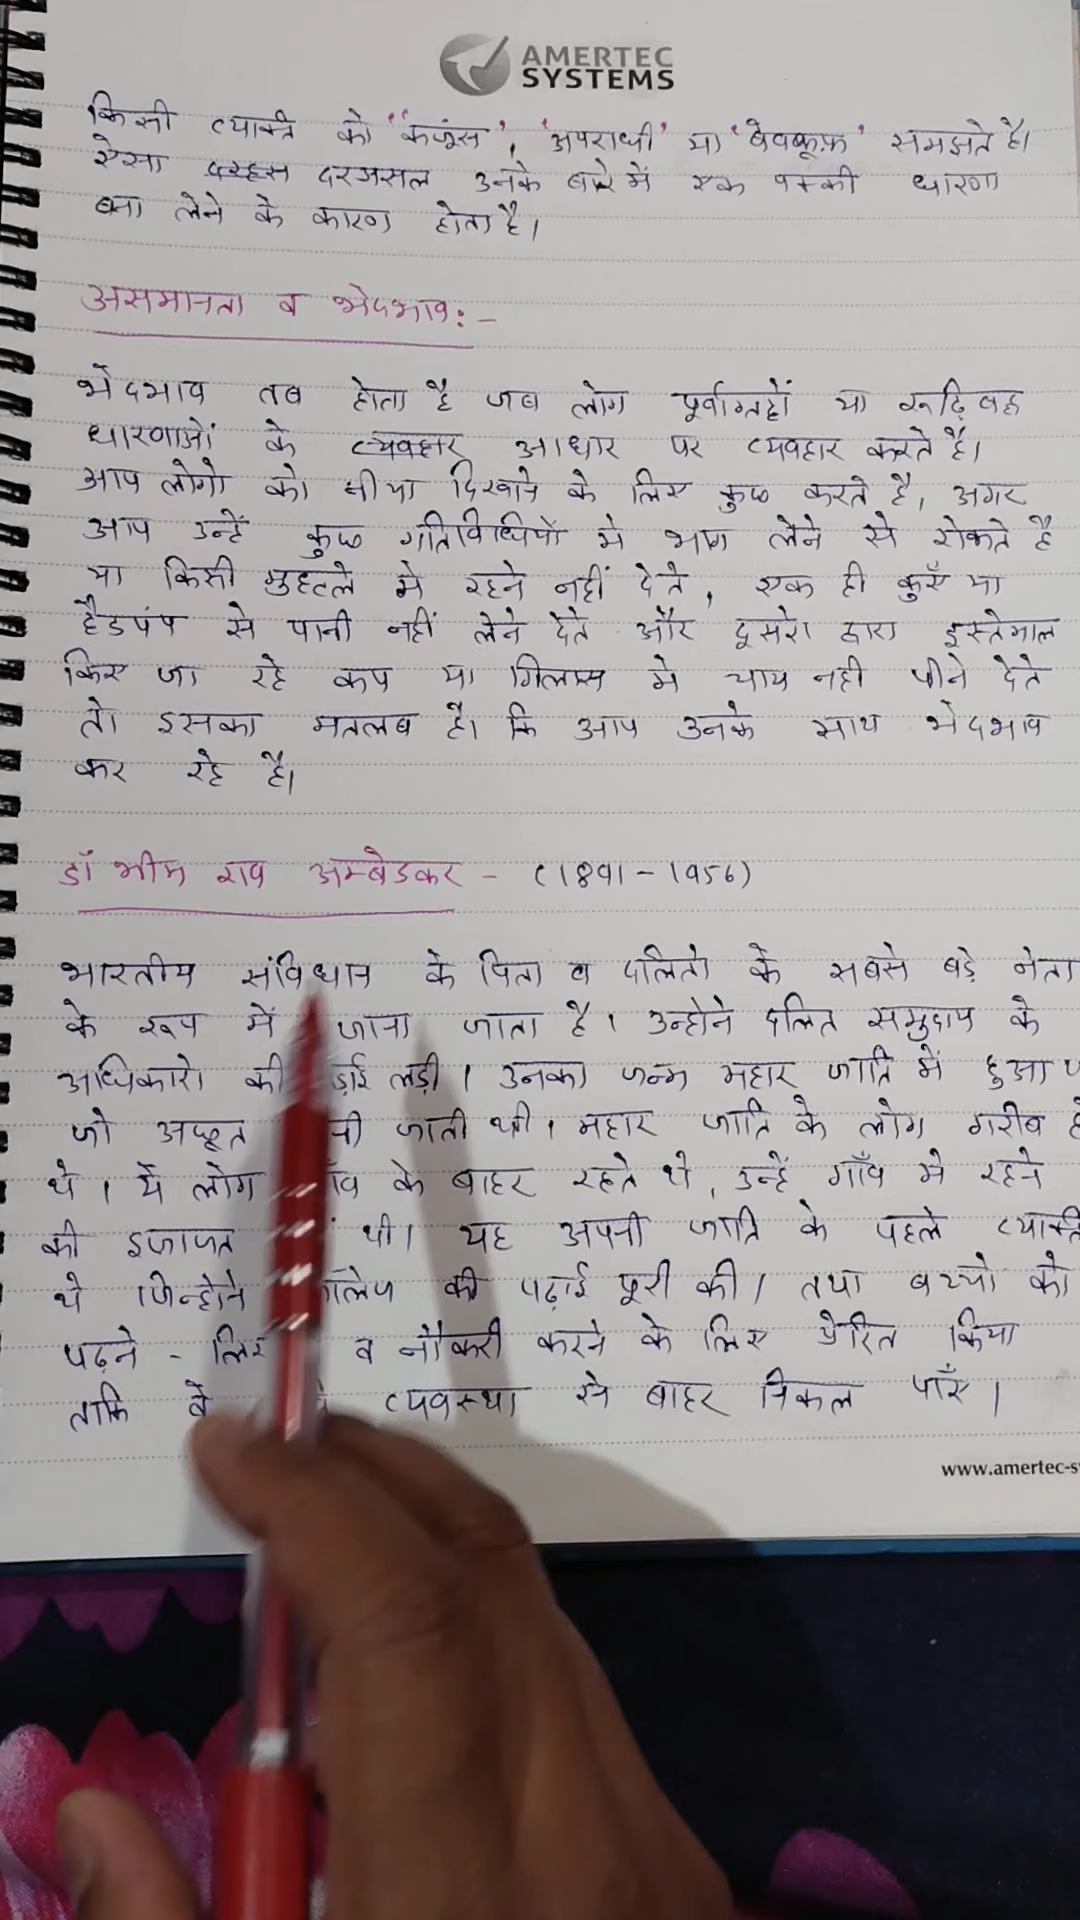 AMERTEC
SYSTEMS
किसी व्यक्ति को "कंजूस', 'अपराधी' या 'बेवकूफ़' समझते है।
ऐसा दरअसल उनके बारे में एक पक्की धारणा
बना लेने के कारण होता है।
असमानता व भेदभाव:-
भेदभाव तब होता है जब लोग पूर्वाग्रहों या रूढ़िबद्ध
धारणाओं के व्यवहार आधार पर व्यवहार करते है।
आप लोगो को नीचा दिखाने के लिए कुछ करते है, अगर
आप उन्हें कुछ गतिविधियों मे भाग लेने से रोकते है
या किसी मुहल्ले मे रहने नहीं देते, एक ही कुएँ या
हैडपंप से पानी नहीं लेने देते और दूसरो द्वारा इस्तेमाल
किए जा रहे कप या गिलास मे चाय नही पीने देते
तो इसका मतलब है। कि आप उनके साथ भेदभाव
कर रहे है।
डॉ भीम राव अम्बेडकर - (1891-1956)
भारतीय संविधान के पिता व दलितो के सबसे बड़े नेता
के रूप में जाना जाता है। उन्होने दलित समुदाय के
अधिकारो की लड़ी। उनका जन्म महार जाति में हुआ
जो अछूत जाती थी। महार जाति के लोग गरीब
थे। ये लोग के बाहर रहते थे, उन्हें गाँव मे रहने
की इजाजत थी। यह अपनी जाति के पहले व्यक्ति
थे जिन्होने की पढ़ाई पूरी की। तथा बच्चो को
पढ़ने - व नौकरी करने के लिए प्रेरित किया
ताकि वे व्यवस्था से बाहर निकल पाएँ।
www.amertec-s